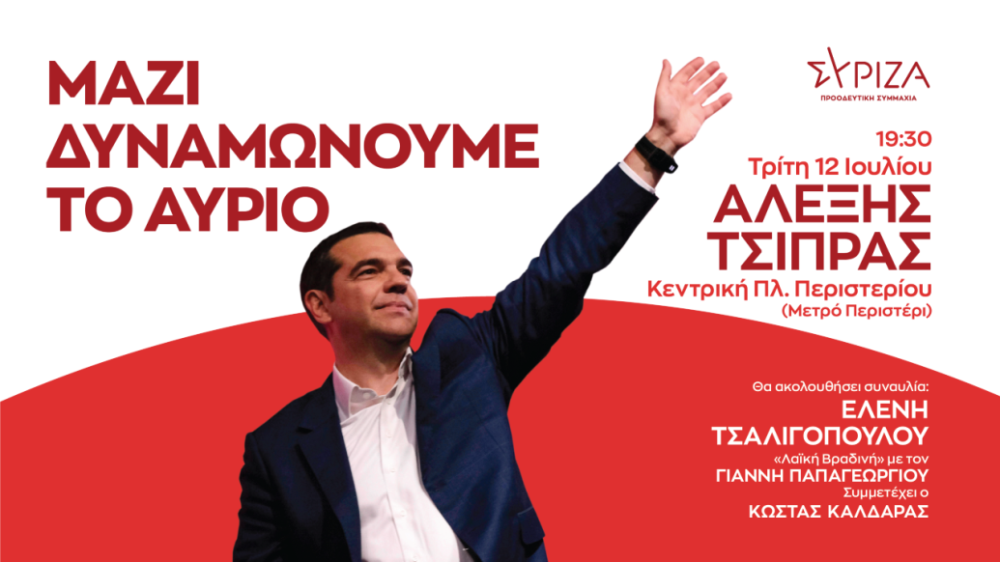 ΜΑΖΙ
ΔΥΝΑΜΩΝΟΥΜΕ
ΤΟ ΑΥΡΙΟ
ΣΥΡΙΖΑ
ΠΡΟΟΔΕΥΤΙΚΗ ΣΥΜΜΑΧΙΑ
19:30
Τρίτη 12 Ιουλίου
ΑΛΕΞΗΣ
ΤΣΙΠΡΑΣ
Κεντρική Πλ. Περιστερίου
(Μετρό Περιστέρι)
Θα ακολουθήσει συναυλία:
ΕΛΕΝΗ
ΤΣΑΛΙΓΟΠΟΥΛΟΥ
«Λαϊκή Βραδινή» με τον
ΓΙΑΝΝΗ ΠΑΠΑΓΕΩΡΓΙΟΥ
Συμμετέχει ο
ΚΩΣΤΑΣ ΚΑΛΔΑΡΑΣ